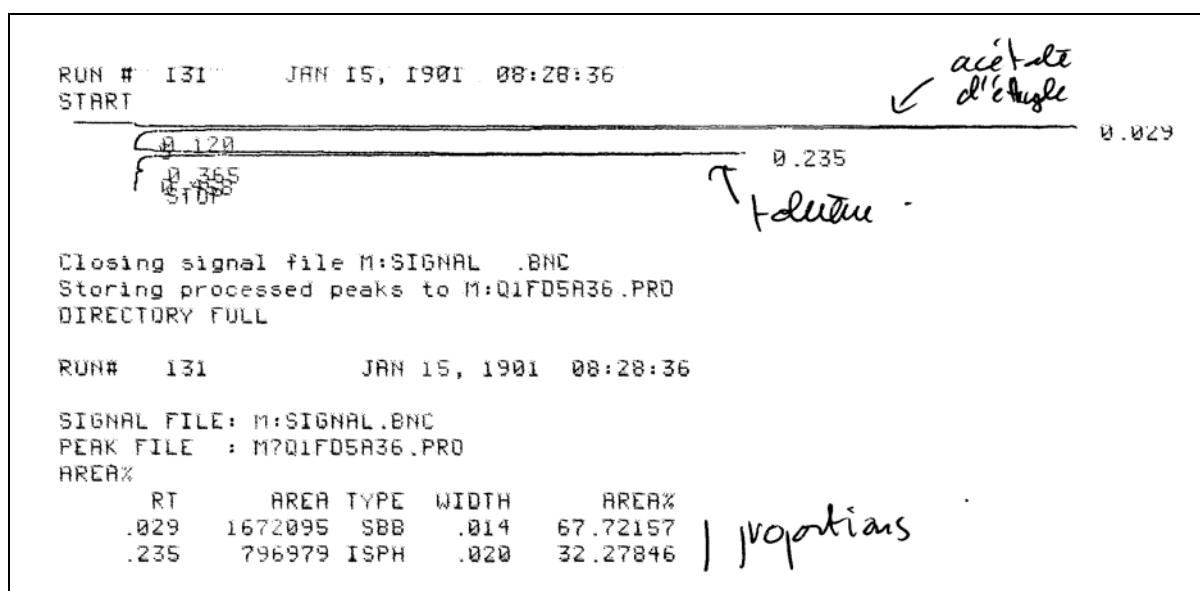 RUN # 131 JAN 15, 1901 08:28:36
START
acétate
d'éthyle
0.029
0.120
0.235
0.365
STOP
toluène
Closing signal file M:SIGNAL .BNC
Storing processed peaks to M:Q1FD5A36.PRO
DIRECTORY FULL
RUN# 131 JAN 15, 1901 08:28:36
SIGNAL FILE: M:SIGNAL.BNC
PEAK FILE : M?Q1FD5A36.PRO
AREA%
RT AREA TYPE WIDTH AREA%
.029 1672095 SBB .014 67.72157
.235 796979 ISPH .020 32.27846
proportions